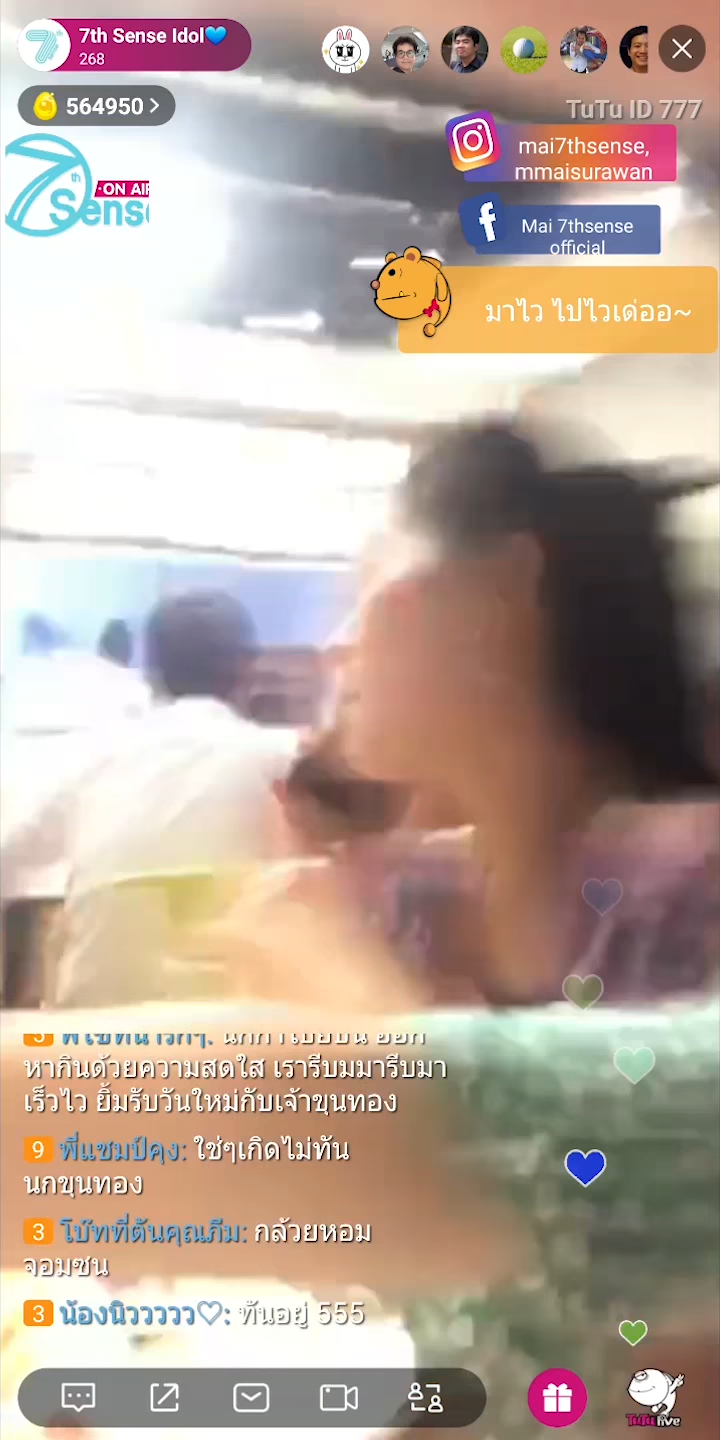 7th Sense Idol💙
268
564950 >
TuTu ID 777
mai7thsense,
mmaisurawan
7th
Sens
-ON AIR
Mai 7thsense
official
มาไว ไปไวเด่ออ~
หากินด้วยความสดใส เรารีบมมารีบมา
เร็วไว ยิ้มรับวันใหม่กับเจ้าขุนทอง
9 พี่แชมป์คุง: ใช่ๆเกิดไม่ทัน
นกขุนทอง
3 โบ๊ทที่ตันคุณภีม: กล้วยหอม
จอมซน
3 น้องนิววววว♡: ทันอยู่ 555
TuTu live